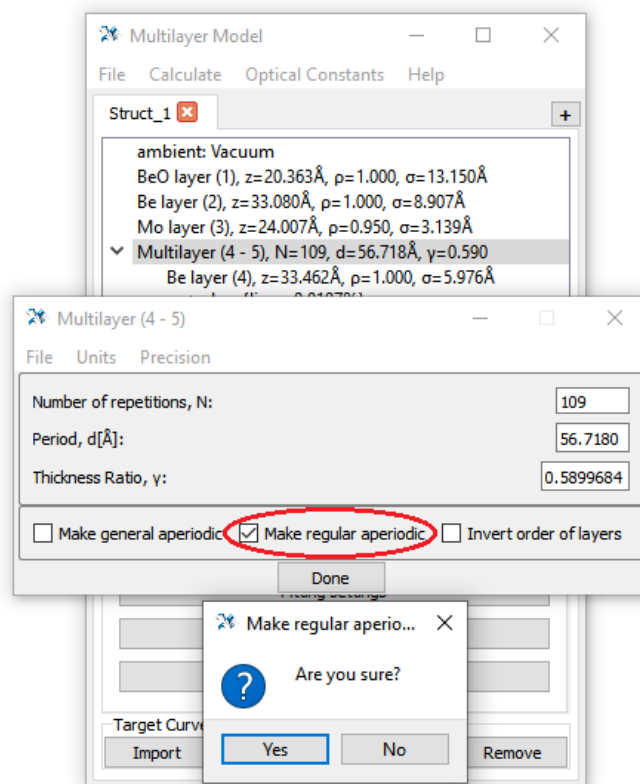 Multilayer Model
File Calculate Optical Constants Help
Struct_1
+
ambient: Vacuum
BeO layer (1), z=20.363Å, ρ=1.000, σ=13.150Å
Be layer (2), z=33.080Å, ρ=1.000, σ=8.907Å
Mo layer (3), z=24.007Å, ρ=0.950, σ=3.139Å
Multilayer (4 - 5), N=109, d=56.718Å, γ=0.590
Be layer (4), z=33.462Å, ρ=1.000, σ=5.976Å
Multilayer (4 - 5)
File Units Precision
Number of repetitions, N: 109
Period, d[Å]: 56.7180
Thickness Ratio, γ: 0.5899684
Make general aperiodic Make regular aperiodic Invert order of layers
Done
Fitting Settings
Make regular aperio...
Are you sure?
Yes No
Target Curve
Import Remove